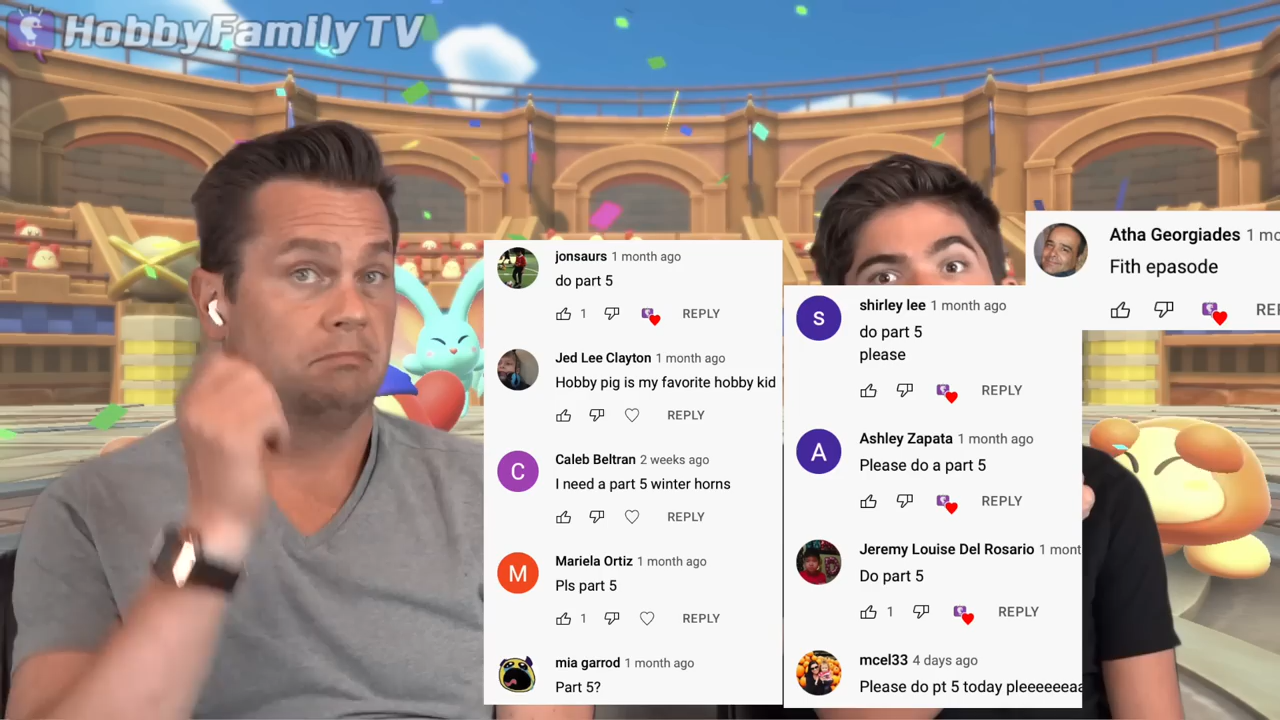 HobbyFamilyTV
jonsaurs 1 month ago
do part 5
1 REPLY
Jed Lee Clayton 1 month ago
Hobby pig is my favorite hobby kid
REPLY
C
Caleb Beltran 2 weeks ago
I need a part 5 winter horns
REPLY
M
Mariela Ortiz 1 month ago
Pls part 5
1 REPLY
mia garrod 1 month ago
Part 5?
s
shirley lee 1 month ago
do part 5
please
REPLY
A
Ashley Zapata 1 month ago
Please do a part 5
REPLY
Jeremy Louise Del Rosario 1 mont
Do part 5
1 REPLY
mcel33 4 days ago
Please do pt 5 today pleeeeeeaa
Atha Georgiades 1 mo
Fith epasode
RE